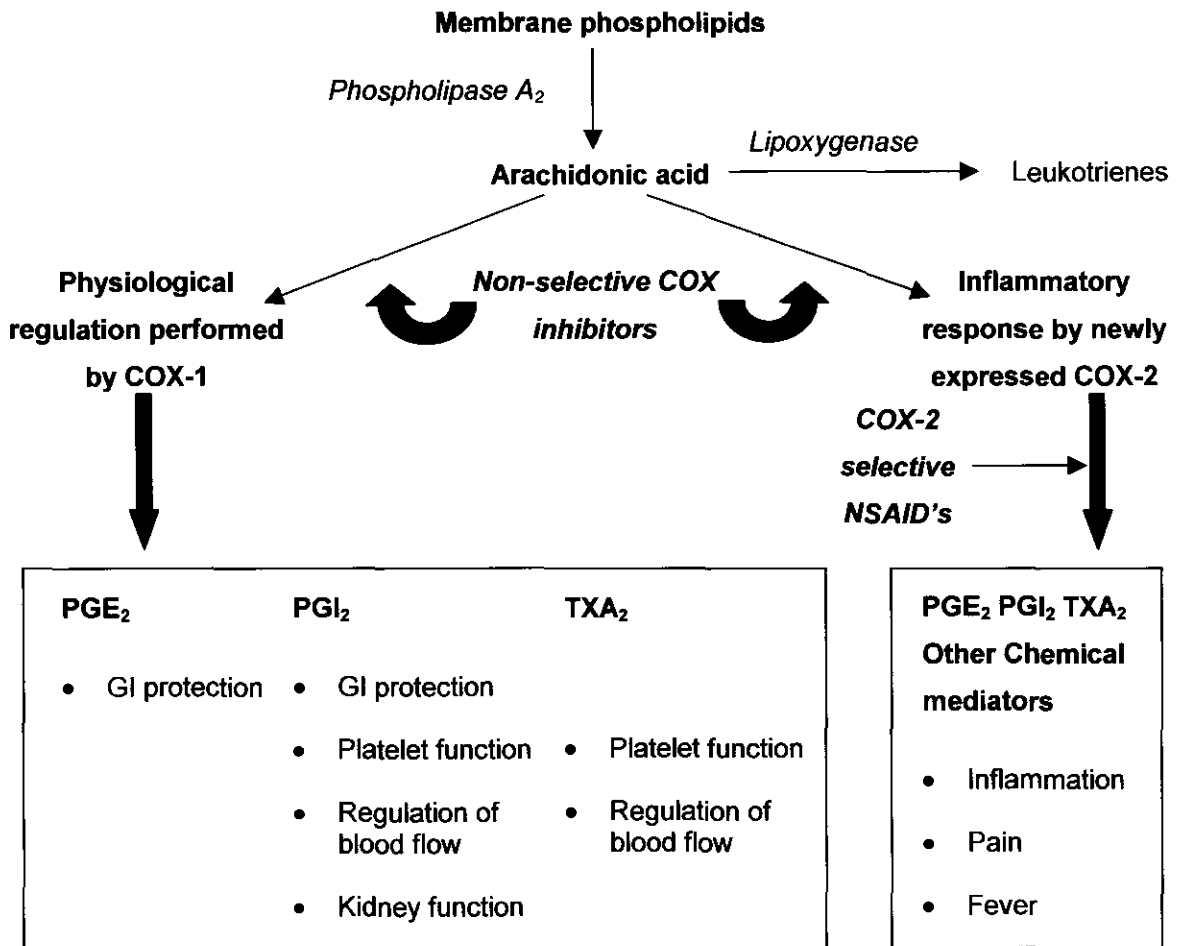 Membrane phospholipids
Phospholipase A₂
Lipoxygenase
Arachidonic acid
Leukotrienes
Physiological
regulation performed
by COX-1
Non-selective COX
inhibitors
Inflammatory
response by newly
expressed COX-2
COX-2
selective
NSAID's
PGE₂ PGI₂ TXA₂
• GI protection • GI protection
• Platelet function • Platelet function
• Regulation of • Regulation of
blood flow blood flow
• Kidney function
PGE₂ PGI₂ TXA₂
Other Chemical
mediators
• Inflammation
• Pain
• Fever